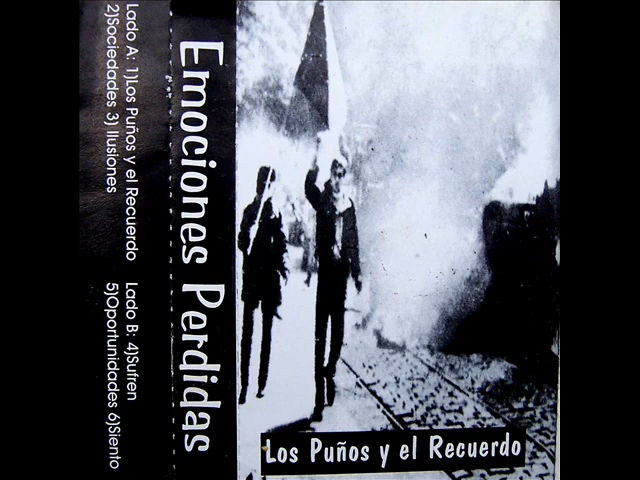 Lado A: 1)Los Puños y el Recuerdo
2)Sociedades 3) Ilusiones
Lado B: 4)Sufren
5)Oportunidades 6)Siento
Emociones Perdidas
Los Puños y el Recuerdo